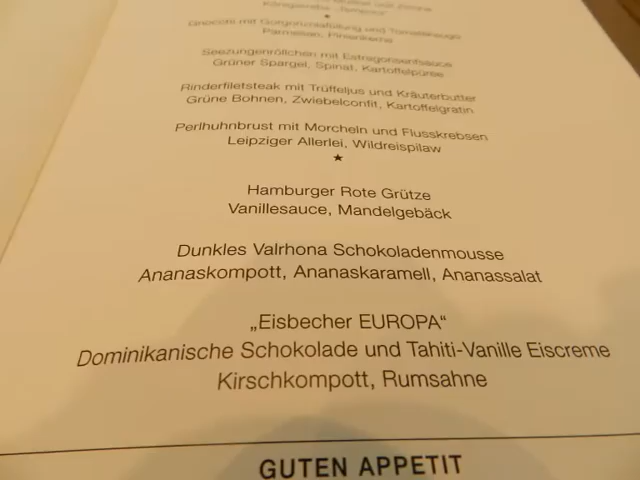 Gnocchi mit Gorgonzolafüllung und Tomatensugo
Parmesan, Pinienkerne
Seezungenröllchen mit Estragonsenfsauce
Grüner Spargel, Spinat, Kartoffelpüree
Rinderfiletsteak mit Trüffeljus und Kräuterbutter
Grüne Bohnen, Zwiebelconfit, Kartoffelgratin
Perlhuhnbrust mit Morcheln und Flusskrebsen
Leipziger Allerlei, Wildreispilaw
★
Hamburger Rote Grütze
Vanillesauce, Mandelgebäck
Dunkles Valrhona Schokoladenmousse
Ananaskompott, Ananaskaramell, Ananassalat
„Eisbecher EUROPA“
Dominikanische Schokolade und Tahiti-Vanille Eiscreme
Kirschkompott, Rumsahne
GUTEN APPETIT